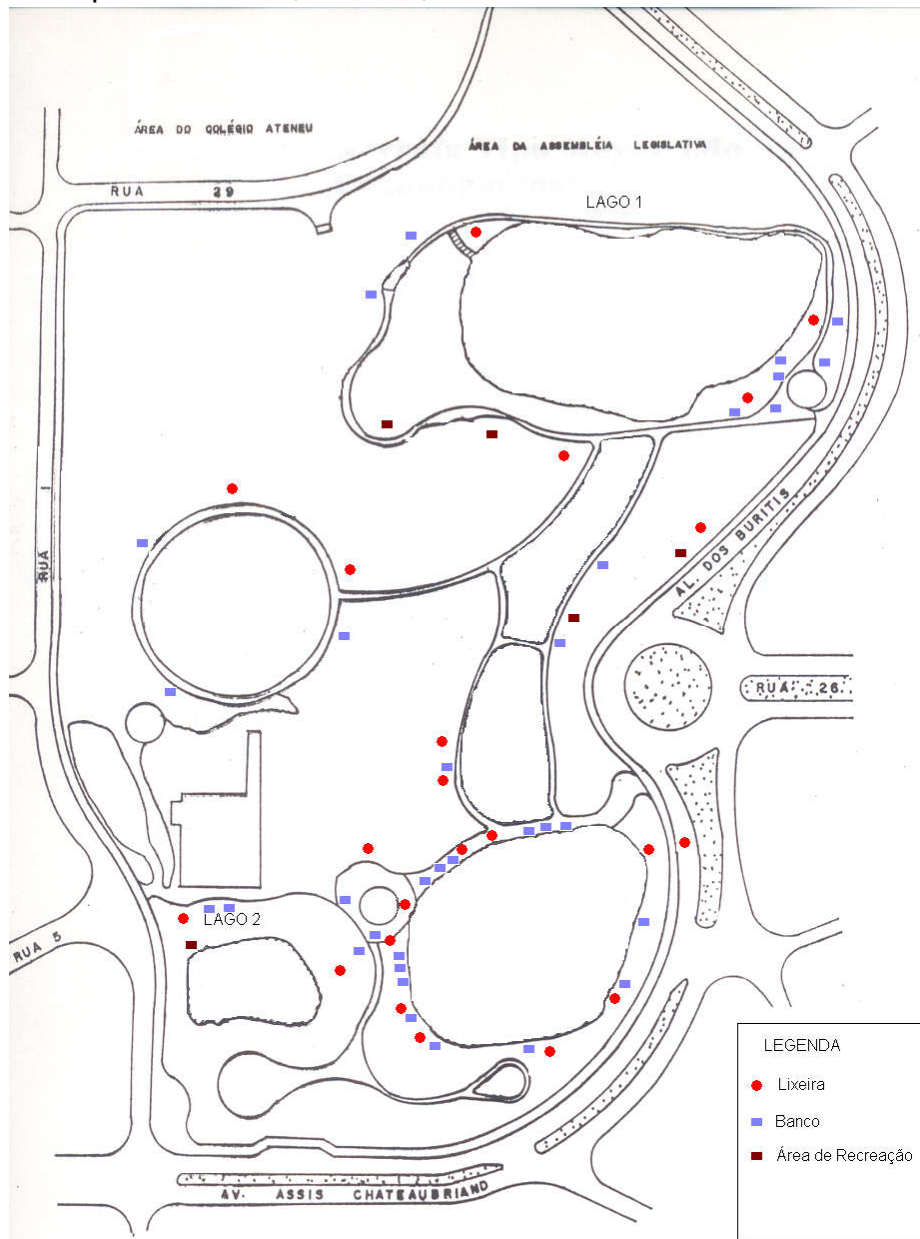 ÁREA DO COLÉGIO ATENEU
ÁREA DA ASSEMBLÉIA LEGISLATIVA
RUA 29
LAGO 1
RUA 1
AL. DOS BURITIS
RUA 26
LAGO 2
RUA 5
AV. ASSIS CHATEAUBRIAND
LEGENDA
Lixeira
Banco
Área de Recreação